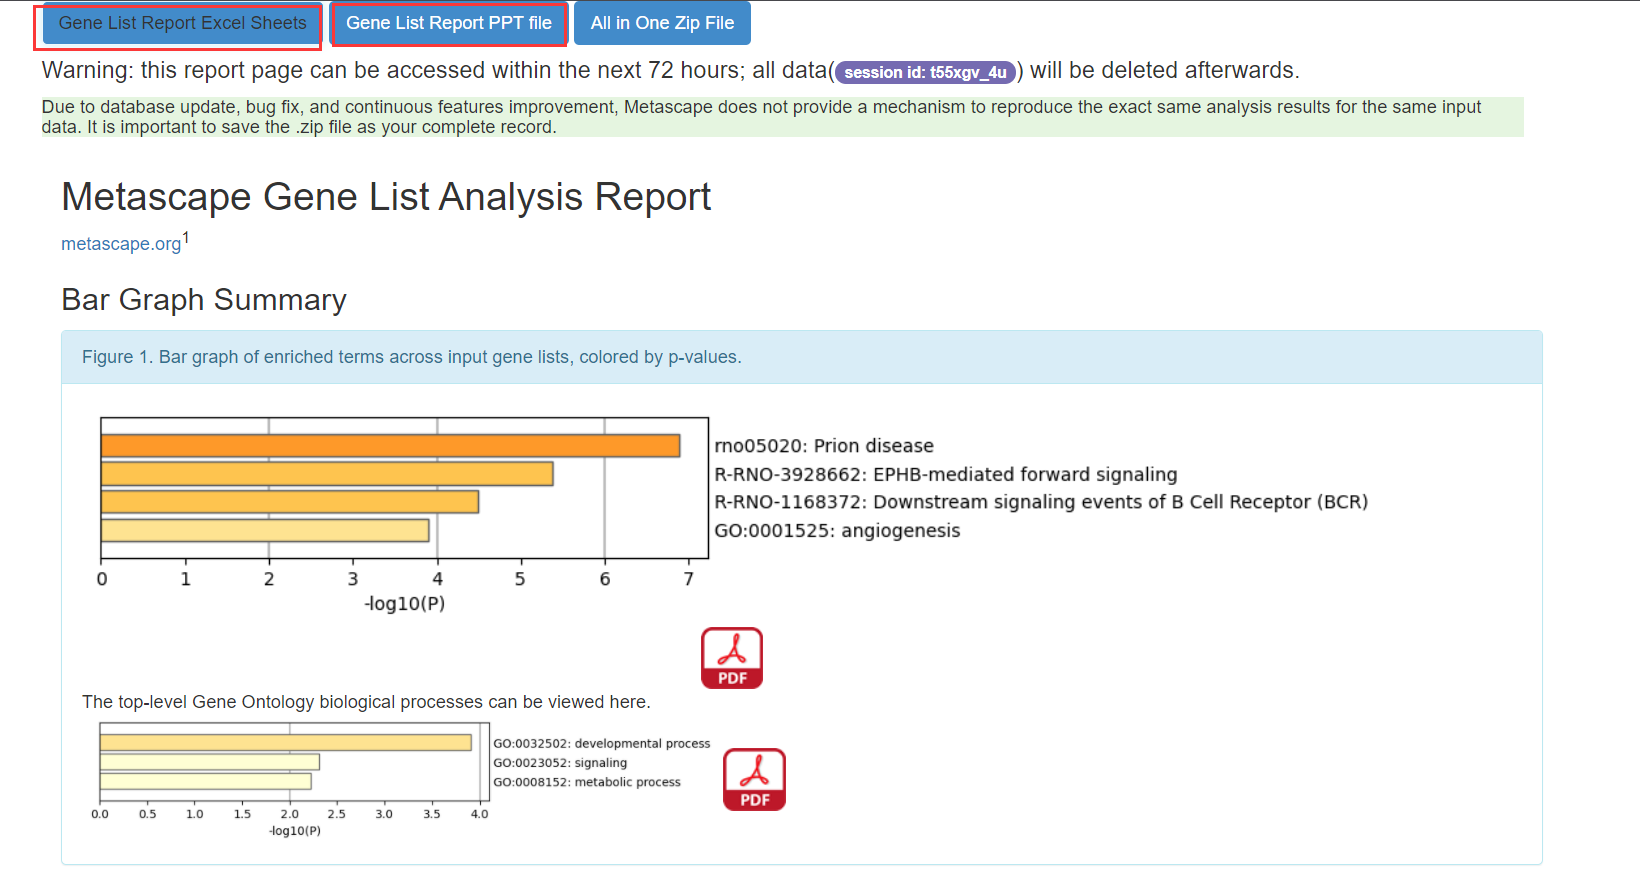 Gene List Report Excel Sheets Gene List Report PPT file All in One Zip File
Warning: this report page can be accessed within the next 72 hours; all data(session id: t55xgv_4u) will be deleted afterwards.
Due to database update, bug fix, and continuous features improvement, Metascape does not provide a mechanism to reproduce the exact same analysis results for the same input
data. It is important to save the .zip file as your complete record.
Metascape Gene List Analysis Report
metascape.org1
Bar Graph Summary
Figure 1. Bar graph of enriched terms across input gene lists, colored by p-values.
rno05020: Prion disease
R-RNO-3928662: EPHB-mediated forward signaling
R-RNO-1168372: Downstream signaling events of B Cell Receptor (BCR)
GO:0001525: angiogenesis
0 1 2 3 4 5 6 7
-log10(P)
PDF
The top-level Gene Ontology biological processes can be viewed here.
GO:0032502: developmental process
GO:0023052: signaling
GO:0008152: metabolic process
PDF
0.0 0.5 1.0 1.5 2.0 2.5 3.0 3.5 4.0
-log10(P)